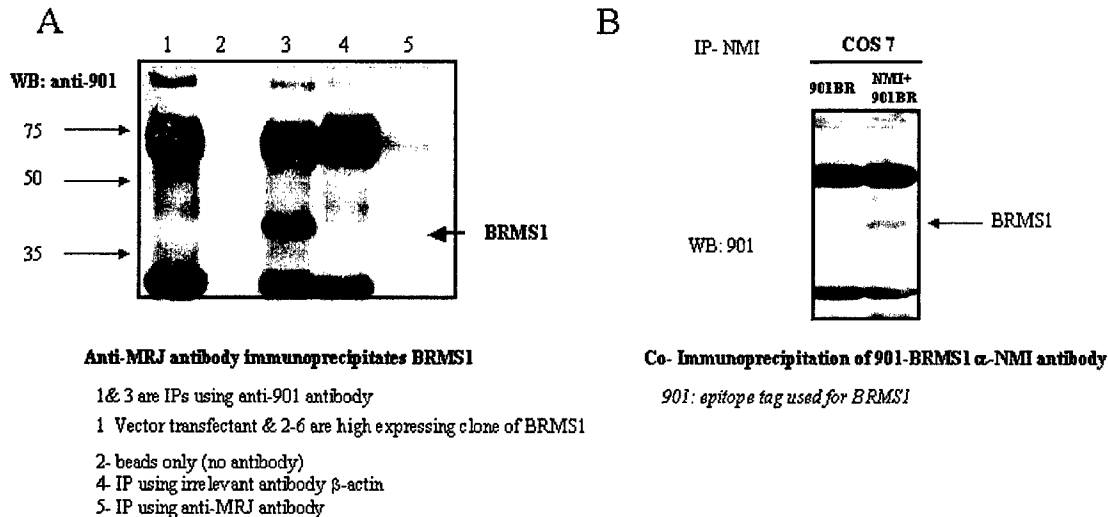 A
1 2 3 4 5
WB: anti-901
75
50
35
BRMS1
Anti-MRJ antibody immunoprecipitates BRMS1
1& 3 are IPs using anti-901 antibody
1 Vector transfectant & 2-6 are high expressing clone of BRMS1
2- beads only (no antibody)
4- IP using irrelevant antibody β-actin
5- IP using anti-MRJ antibody
B
IP- NMI
COS 7
901BR
NMI+
901BR
WB: 901
BRMS1
Co- Immunoprecipitation of 901-BRMS1 α-NMI antibody
901: epitope tag used for BRMS1